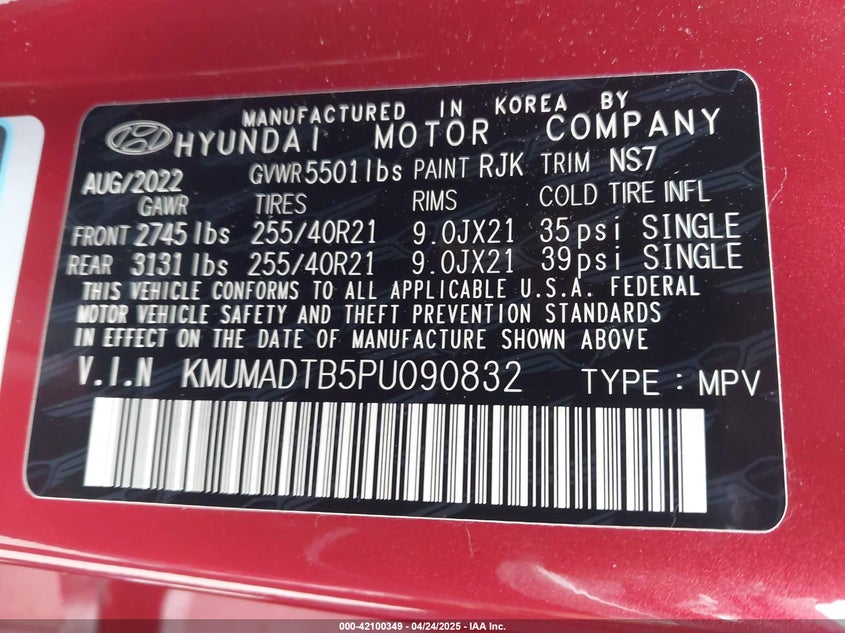 MANUFACTURED IN KOREA BY
HYUNDAI MOTOR COMPANY
AUG/2022 GVWR 5501lbs PAINT RJK TRIM NS7
GAWR TIRES RIMS COLD TIRE INFL
FRONT 2745 lbs 255/40R21 9.0JX21 35psi SINGLE
REAR 3131 lbs 255/40R21 9.0JX21 39psi SINGLE
THIS VEHICLE CONFORMS TO ALL APPLICABLE U.S.A. FEDERAL
MOTOR VEHICLE SAFETY AND THEFT PREVENTION STANDARDS
IN EFFECT ON THE DATE OF MANUFACTURE SHOWN ABOVE
V.I.N KMUMADTB5PU090832 TYPE : MPV
000-42100349 - 04/24/2025 - IAA Inc.